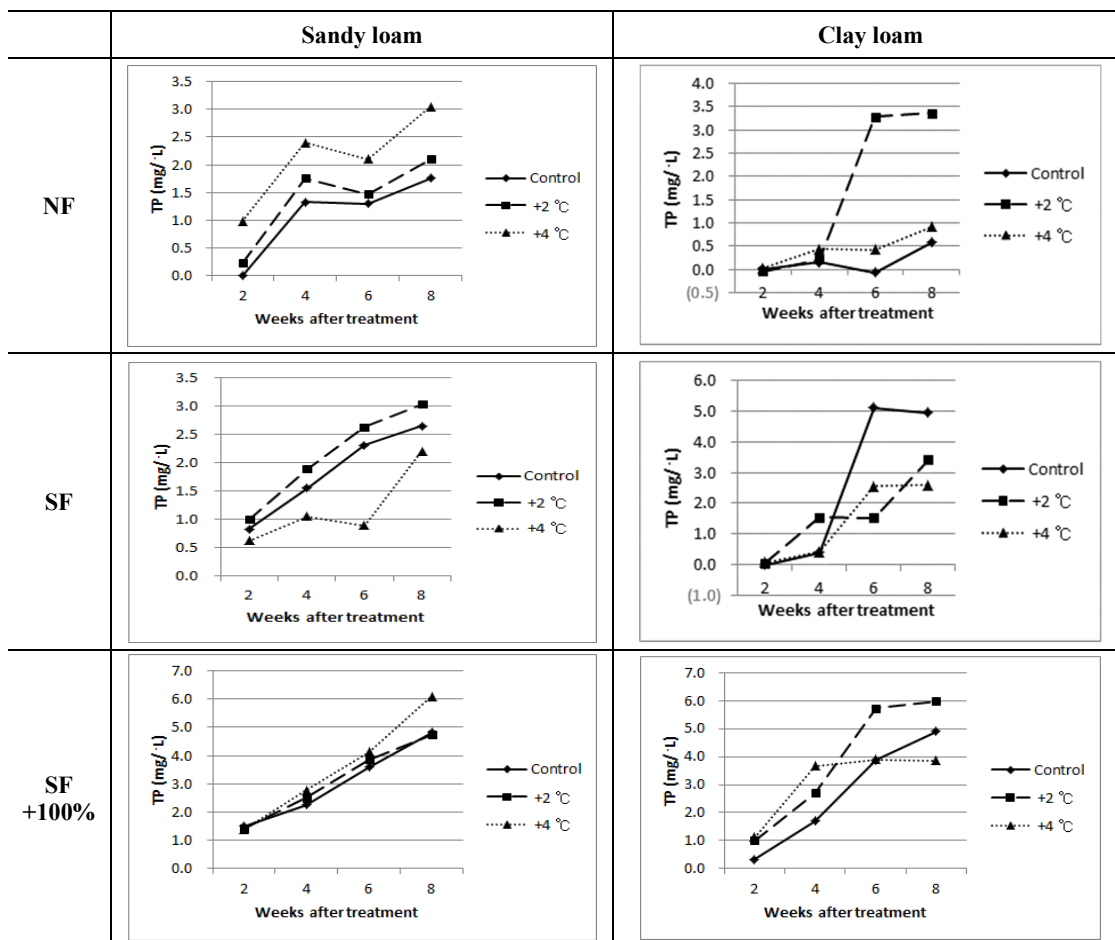 Sandy loam
Clay loam
NF
TP (mg/·L)
3.5
3.0
2.5
2.0
1.5
1.0
0.5
0.0
2 4 6 8
Weeks after treatment
Control
+2 ℃
+4 ℃
TP (mg/·L)
4.0
3.5
3.0
2.5
2.0
1.5
1.0
0.5
0.0
(0.5)
2 4 6 8
Weeks after treatment
Control
+2 ℃
+4 ℃
SF
TP (mg/·L)
3.5
3.0
2.5
2.0
1.5
1.0
0.5
0.0
2 4 6 8
Weeks after treatment
Control
+2 ℃
+4 ℃
TP (mg/·L)
6.0
5.0
4.0
3.0
2.0
1.0
0.0
(1.0)
2 4 6 8
Weeks after treatment
Control
+2 ℃
+4 ℃
SF
+100%
TP (mg/·L)
7.0
6.0
5.0
4.0
3.0
2.0
1.0
0.0
2 4 6 8
Weeks after treatment
Control
+2 ℃
+4 ℃
TP (mg/·L)
7.0
6.0
5.0
4.0
3.0
2.0
1.0
0.0
2 4 6 8
Weeks after treatment
Control
+2 ℃
+4 ℃